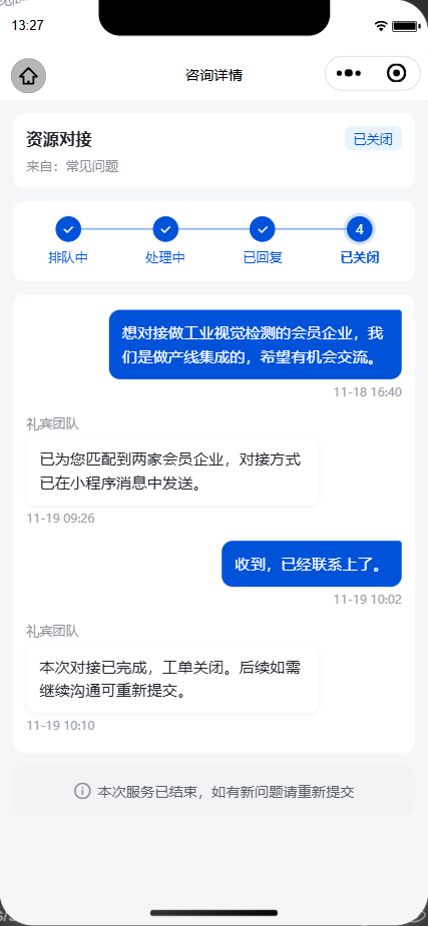 13:27
咨询详情
资源对接
已关闭
来自：常见问题
4
排队中
处理中
已回复
已关闭
想对接做工业视觉检测的会员企业，我
们是做产线集成的，希望有机会交流。
11-18 16:40
礼宾团队
已为您匹配到两家会员企业，对接方式
已在小程序消息中发送。
11-19 09:26
收到，已经联系上了。
11-19 10:02
礼宾团队
本次对接已完成，工单关闭。后续如需
继续沟通可重新提交。
11-19 10:10
本次服务已结束，如有新问题请重新提交